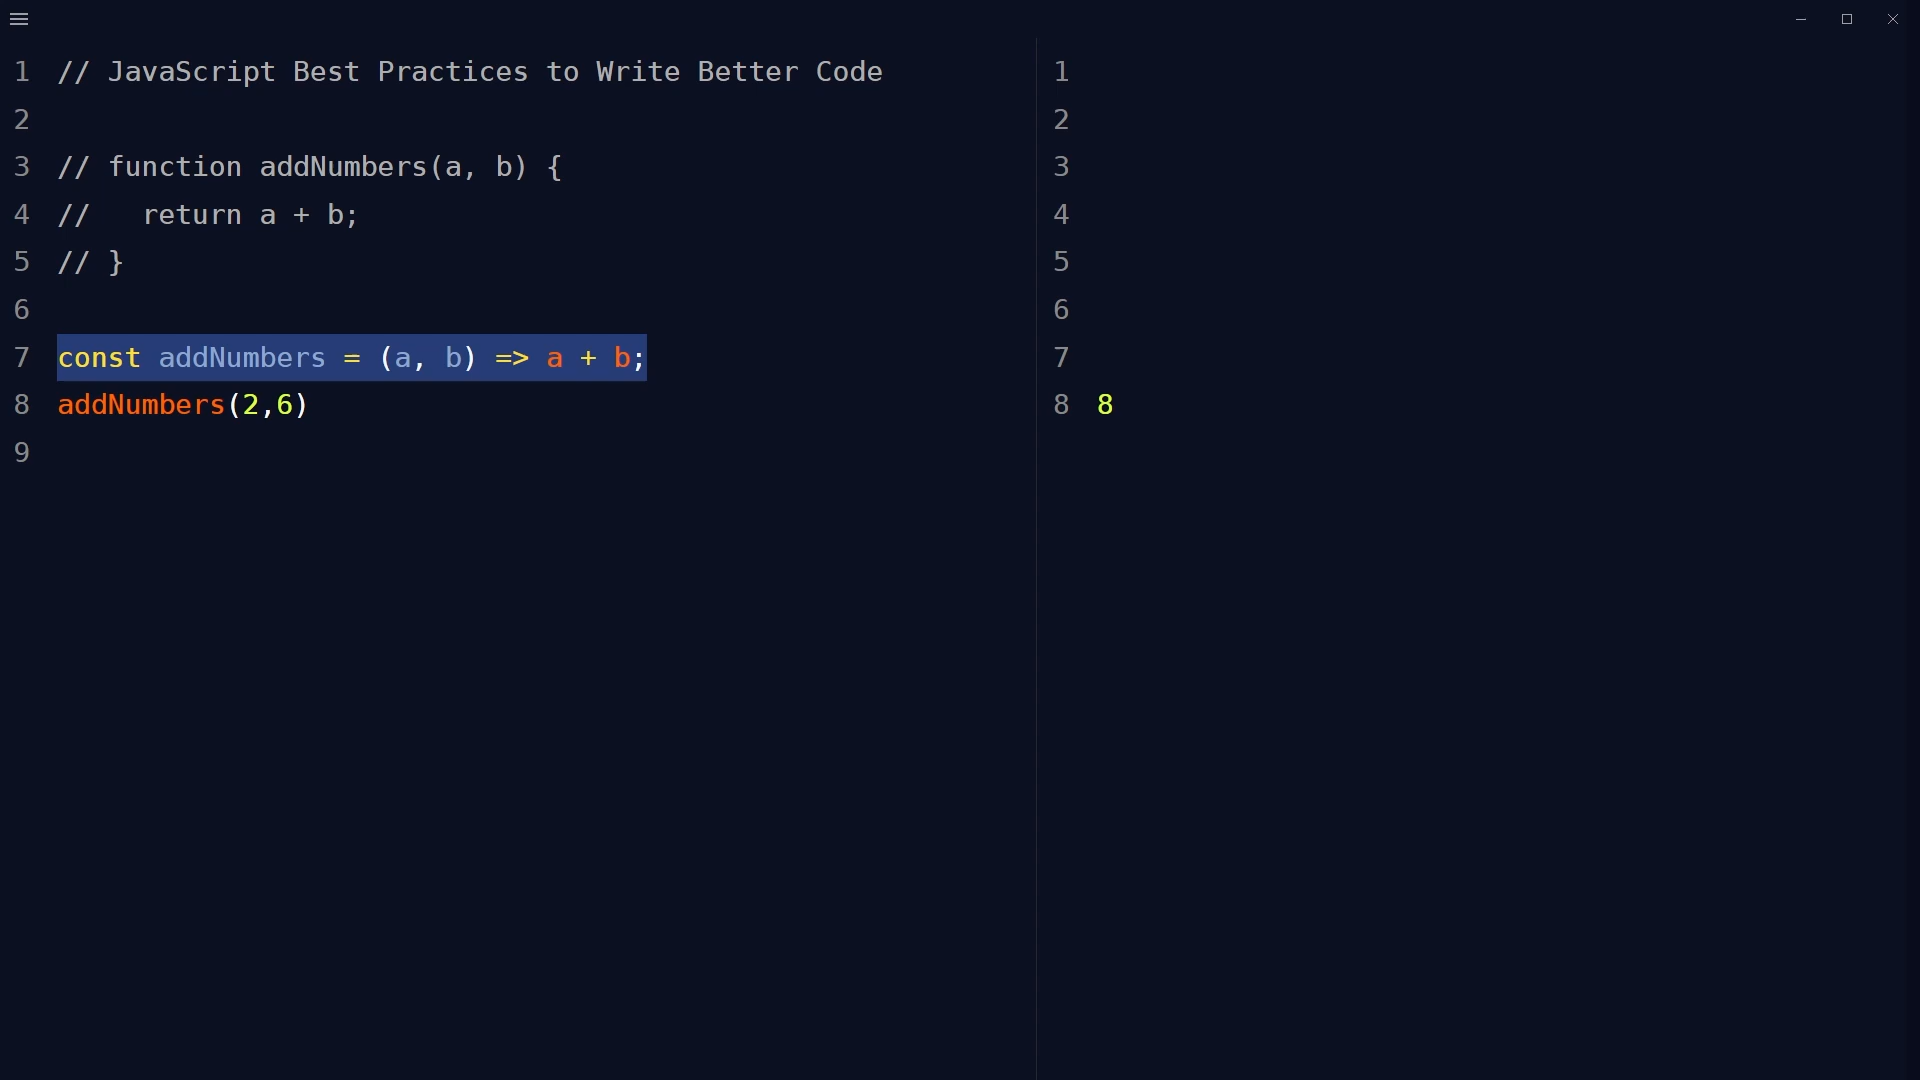 1 // JavaScript Best Practices to Write Better Code
2
3 // function addNumbers(a, b) {
4 //   return a + b;
5 // }
6
7 const addNumbers = (a, b) => a + b;
8 addNumbers(2,6)
9
1
2
3
4
5
6
7
8 8